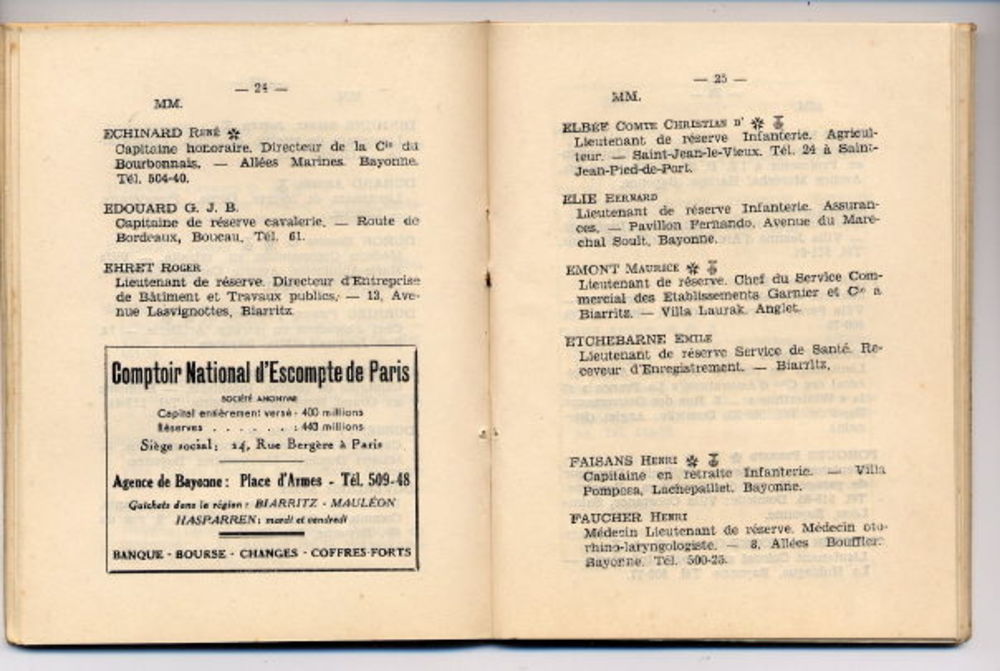 — 24 —
MM.
ECHINARD RENÉ ✻
Capitaine honoraire. Directeur de la Cie du
Bourbonnais. — Allées Marines. Bayonne.
Tél. 504-40.
EDOUARD G. J. B.
Capitaine de réserve cavalerie. — Route de
Bordeaux, Boucau. Tél. 61.
EHRET ROGER
Lieutenant de réserve. Directeur d'Entreprise
de Bâtiment et Travaux publics. — 13, Ave-
nue Lasvignottes, Biarritz
Comptoir National d'Escompte de Paris
SOCIÉTÉ ANONYME
Capital entièrement versé - 400 millions
Réserves . . . . . . : 443 millions
Siège social: 14, Rue Bergère à Paris
Agence de Bayonne: Place d'Armes - Tél. 509-48
Guichets dans la région: BIARRITZ - MAULÉON
HASPARREN: mardi et vendredi
BANQUE - BOURSE - CHANGES - COFFRES-FORTS
— 25 —
MM.
ELBÉE COMTE CHRISTIAN D' ✻
Lieutenant de réserve Infanterie. Agricul-
teur. — Saint-Jean-le-Vieux. Tél. 24 à Saint-
Jean-Pied-de-Port.
ELIE BERNARD
Lieutenant de réserve Infanterie. Assuran-
ces, — Pavillon Fernando, Avenue du Maré-
chal Soult, Bayonne.
EMONT MAURICE ✻
Lieutenant de réserve. Chef du Service Com-
mercial des Etablissements Garnier et Cie à
Biarritz. — Villa Laurak, Anglet.
ETCHEBARNE EMILE
Lieutenant de réserve Service de Santé. Re-
ceveur d'Enregistrement. — Biarritz,
FAISANS HENRI ✻
Capitaine en retraite Infanterie. — Villa
Pomposa, Lachepaillet, Bayonne.
FAUCHER HENRI
Médecin Lieutenant de réserve. Médecin oto-
rhino-laryngologiste. — 8, Allées Boufflers
Bayonne. Tél. 500-25.